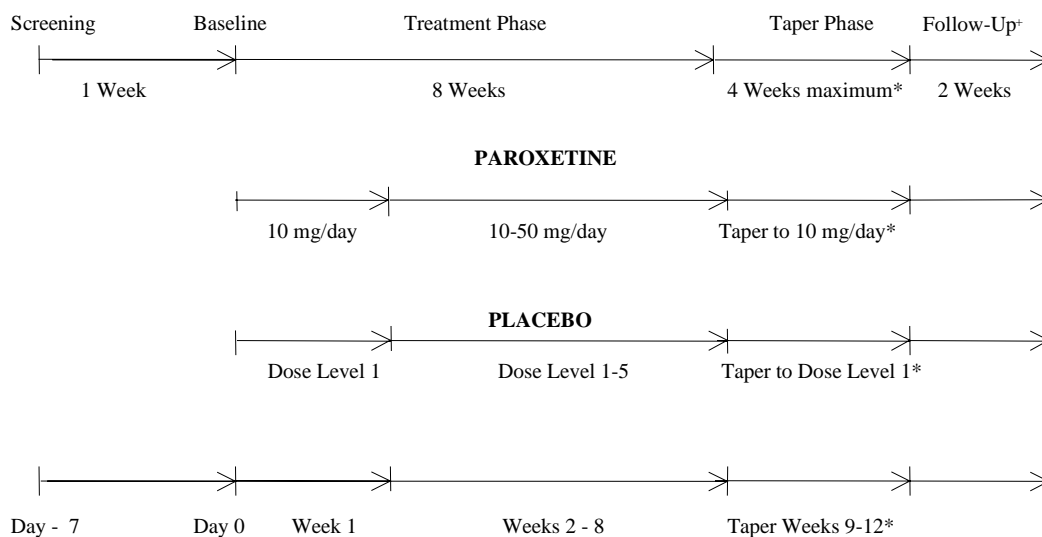 Screening Baseline Treatment Phase Taper Phase Follow-Up+
1 Week 8 Weeks 4 Weeks maximum* 2 Weeks
PAROXETINE
10 mg/day 10-50 mg/day Taper to 10 mg/day*
PLACEBO
Dose Level 1 Dose Level 1-5 Taper to Dose Level 1*
Day - 7 Day 0 Week 1 Weeks 2 - 8 Taper Weeks 9-12*